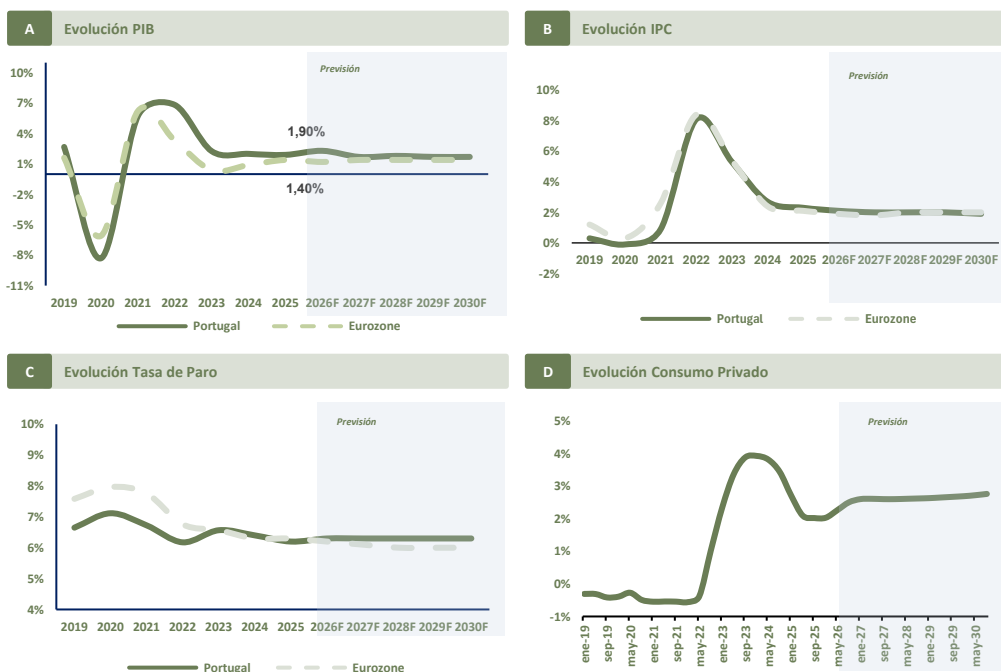 A Evolución PIB
Previsión
10%
7%
4%
1%
-2%
-5%
-8%
-11%
1,90%
1,40%
2019 2020 2021 2022 2023 2024 2025 2026F 2027F 2028F 2029F 2030F
Portugal Eurozone
B Evolución IPC
Previsión
10%
8%
6%
4%
2%
0%
-2%
2019 2020 2021 2022 2023 2024 2025 2026F 2027F 2028F 2029F 2030F
Portugal Eurozone
C Evolución Tasa de Paro
Previsión
10%
9%
8%
7%
6%
5%
4%
2019 2020 2021 2022 2023 2024 2025 2026F 2027F 2028F 2029F 2030F
Portugal Eurozone
D Evolución Consumo Privado
Previsión
5%
4%
3%
2%
1%
0%
-1%
ene-19 sep-19 may-20 ene-21 sep-21 may-22 ene-23 sep-23 may-24 ene-25 sep-25 may-26 ene-27 sep-27 may-28 ene-29 sep-29 may-30